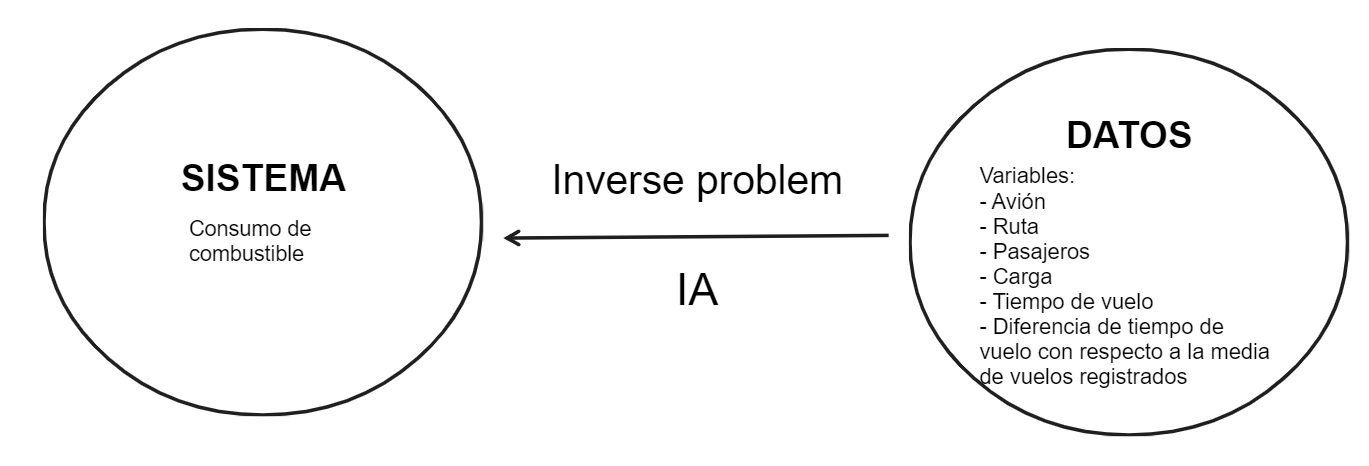 SISTEMA
Consumo de
combustible
Inverse problem
IA
DATOS
Variables:
- Avión
- Ruta
- Pasajeros
- Carga
- Tiempo de vuelo
- Diferencia de tiempo de
vuelo con respecto a la media
de vuelos registrados